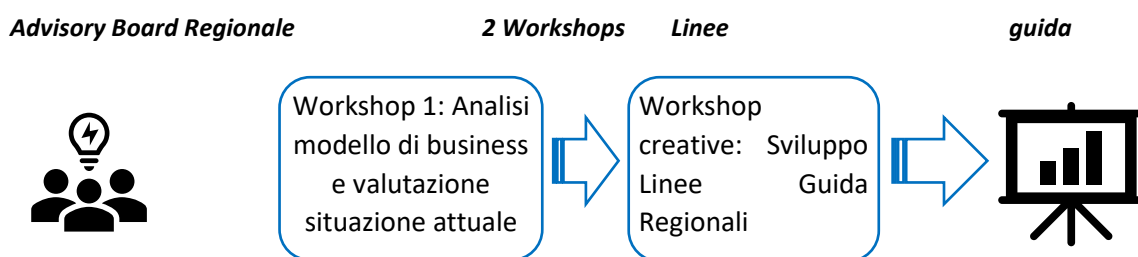 Advisory Board Regionale 2 Workshops Linee guida
Workshop 1: Analisi
modello di business
e valutazione
situazione attuale
Workshop
creative: Sviluppo
Linee Guida
Regionali